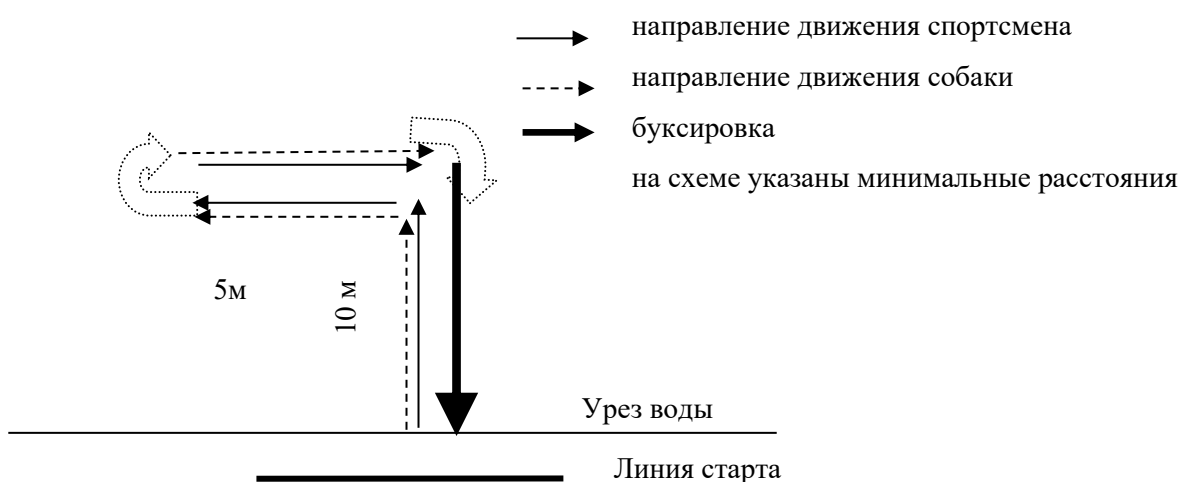 направление движения спортсмена
направление движения собаки
буксировка
на схеме указаны минимальные расстояния
5м
10 м
Урез воды
Линия старта